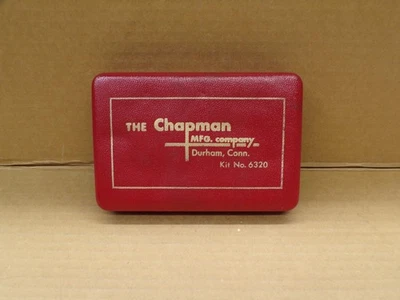 THE Chapman
MFG. company
Durham, Conn.
Kit No. 6320